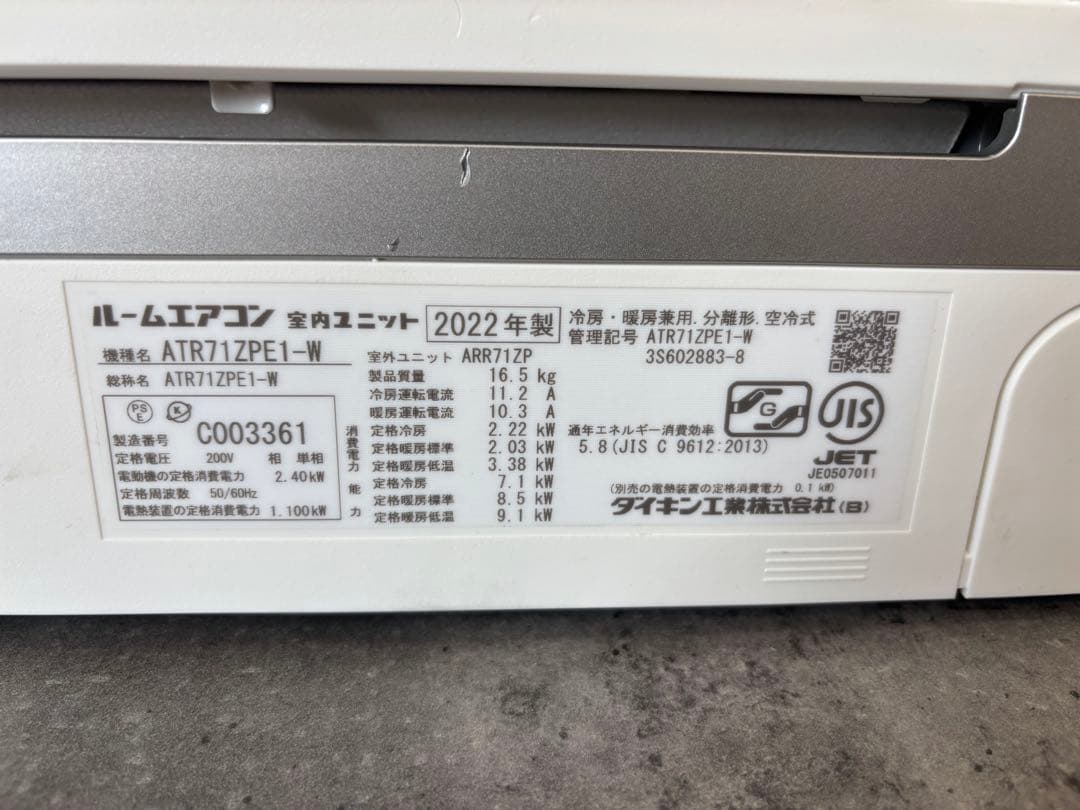 ルームエアコン 室内ユニット 2022年製
機種名 ATR71ZPE1-W
総称名 ATR71ZPE1-W
PS
E
K
製造番号 C003361
定格電圧 200V 相 単相
電動機の定格消費電力 2.40kW
定格周波数 50/60Hz
電熱装置の定格消費電力 1.100kW
室外ユニット ARR71ZP
製品質量 16.5 kg
冷房運転電流 11.2 A
暖房運転電流 10.3 A
消費電力
定格冷房 2.22 kW
定格暖房標準 2.03 kW
定格暖房低温 3.38 kW
能力
定格冷房 7.1 kW
定格暖房標準 8.5 kW
定格暖房低温 9.1 kW
冷房・暖房兼用.分離形.空冷式
管理記号 ATR71ZPE1-W
3S602883-8
G
JIS
JET
JE0507011
通年エネルギー消費効率
5.8(JIS C 9612:2013)
(別売の電熱装置の定格消費電力 0.1 kW)
ダイキン工業株式会社(B)